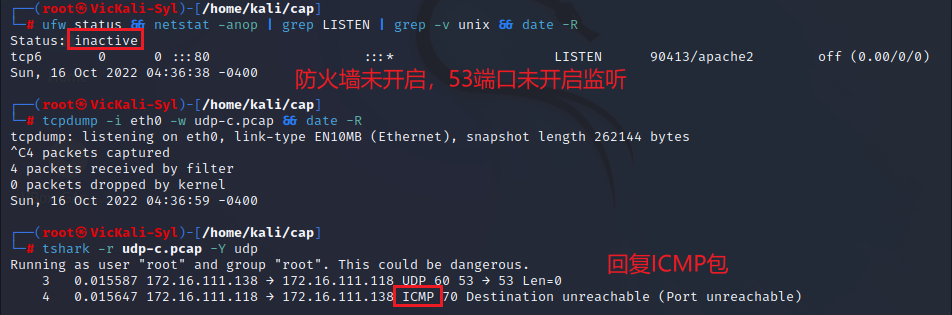 ┌──(root㉿VicKali-Syl)-[/home/kali/cap]
└─# ufw status && netstat -anop | grep LISTEN | grep -v unix && date -R
Status: inactive
tcp6       0      0 :::80                   :::*                    LISTEN      90413/apache2        off (0.00/0/0)
Sun, 16 Oct 2022 04:36:38 -0400
防火墙未开启，53端口未开启监听
┌──(root㉿VicKali-Syl)-[/home/kali/cap]
└─# tcpdump -i eth0 -w udp-c.pcap && date -R
tcpdump: listening on eth0, link-type EN10MB (Ethernet), snapshot length 262144 bytes
^C4 packets captured
4 packets received by filter
0 packets dropped by kernel
Sun, 16 Oct 2022 04:36:59 -0400
┌──(root㉿VicKali-Syl)-[/home/kali/cap]
└─# tshark -r udp-c.pcap -Y udp
Running as user "root" and group "root". This could be dangerous.
回复ICMP包
    3   0.015587 172.16.111.138 → 172.16.111.118 UDP 60 53 → 53 Len=0
    4   0.015647 172.16.111.118 → 172.16.111.138 ICMP 70 Destination unreachable (Port unreachable)